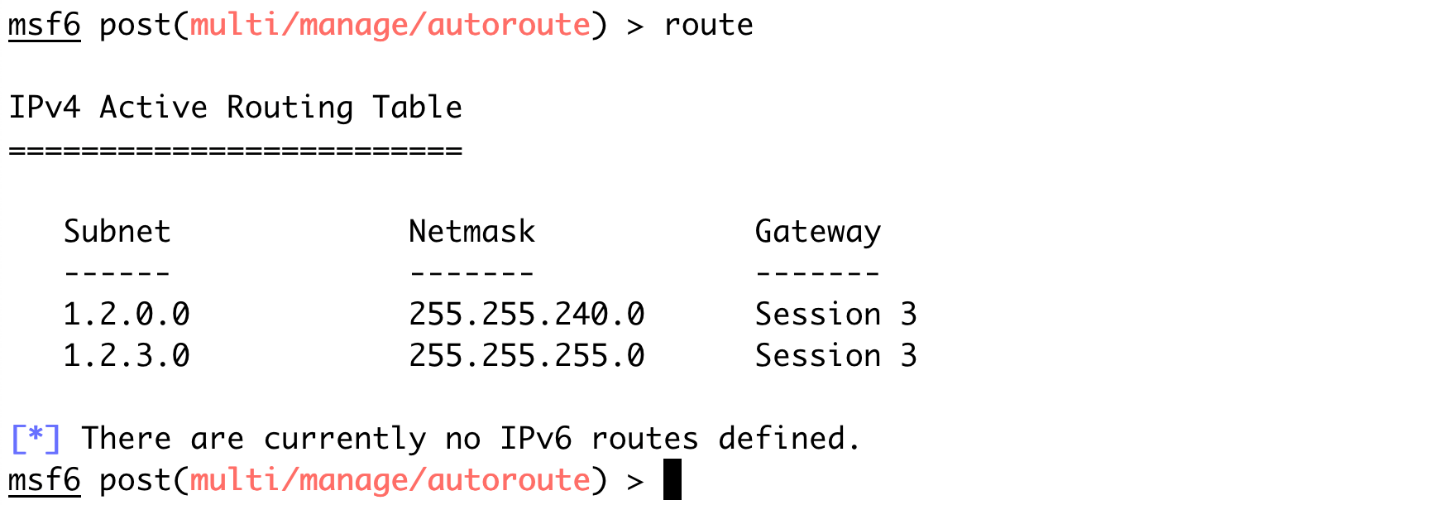 msf6 post(multi/manage/autoroute) > route
IPv4 Active Routing Table
=========================
Subnet Netmask Gateway
------ ------- -------
1.2.0.0 255.255.240.0 Session 3
1.2.3.0 255.255.255.0 Session 3
[*] There are currently no IPv6 routes defined.
msf6 post(multi/manage/autoroute) >